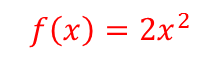 f(x) = 2x²